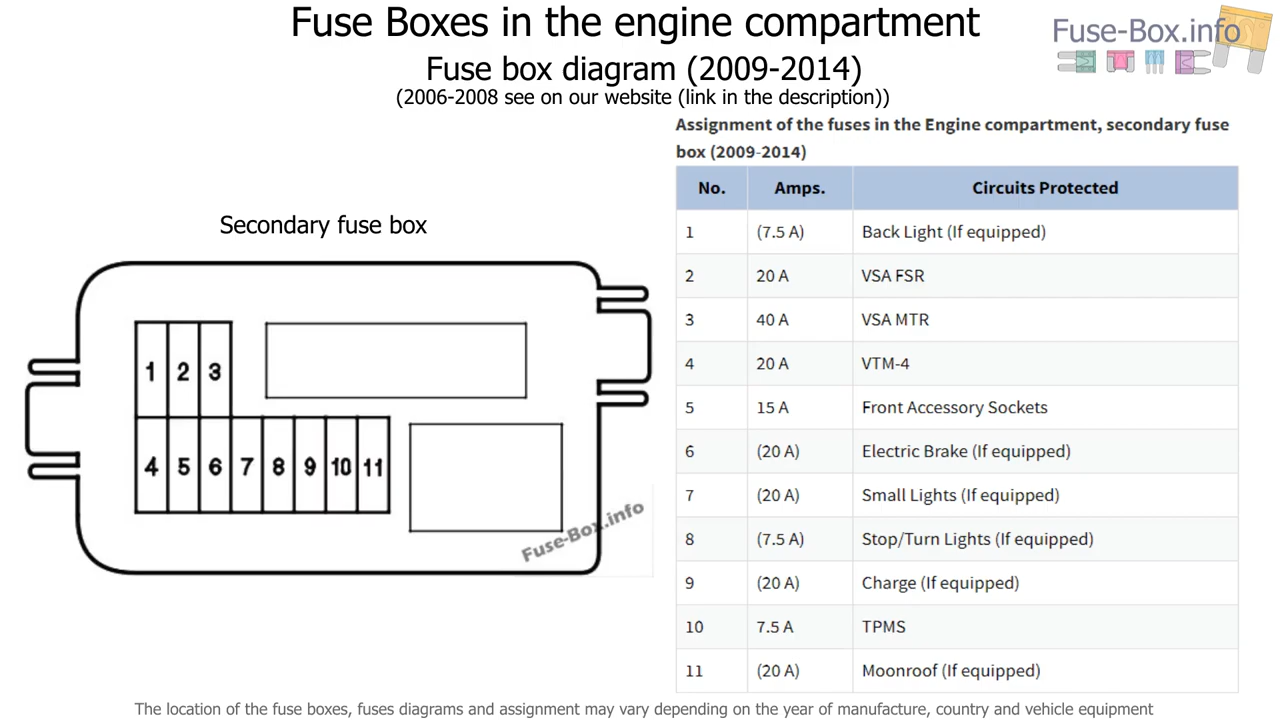 Fuse Boxes in the engine compartment
Fuse-Box.info
Fuse box diagram (2009-2014)
(2006-2008 see on our website (link in the description))
Assignment of the fuses in the Engine compartment, secondary fuse
box (2009-2014)
No. Amps. Circuits Protected
1 (7.5 A) Back Light (If equipped)
2 20 A VSA FSR
3 40 A VSA MTR
4 20 A VTM-4
5 15 A Front Accessory Sockets
6 (20 A) Electric Brake (If equipped)
7 (20 A) Small Lights (If equipped)
8 (7.5 A) Stop/Turn Lights (If equipped)
9 (20 A) Charge (If equipped)
10 7.5 A TPMS
11 (20 A) Moonroof (If equipped)
Secondary fuse box
1 2 3
4 5 6 7 8 9 10 11
Fuse-Box.info
The location of the fuse boxes, fuses diagrams and assignment may vary depending on the year of manufacture, country and vehicle equipment